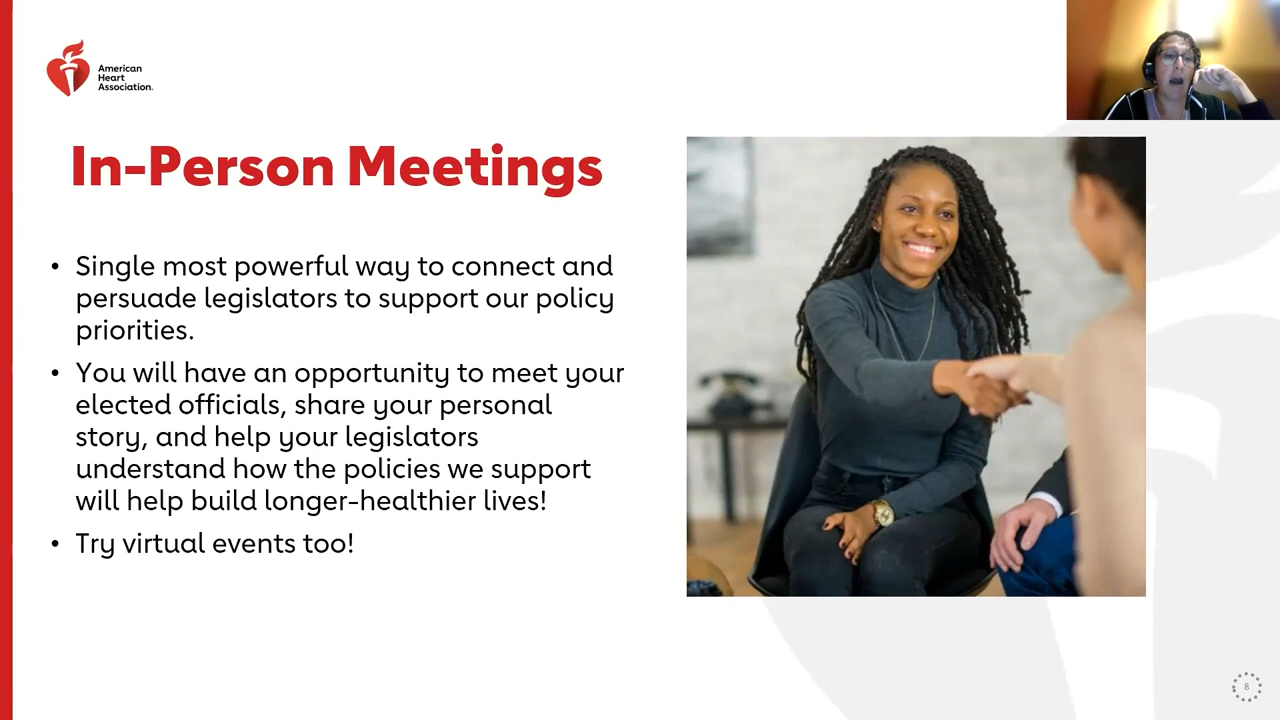 American
Heart
Association.
In-Person Meetings
• Single most powerful way to connect and
persuade legislators to support our policy
priorities.
• You will have an opportunity to meet your
elected officials, share your personal
story, and help your legislators
understand how the policies we support
will help build longer-healthier lives!
• Try virtual events too!
8